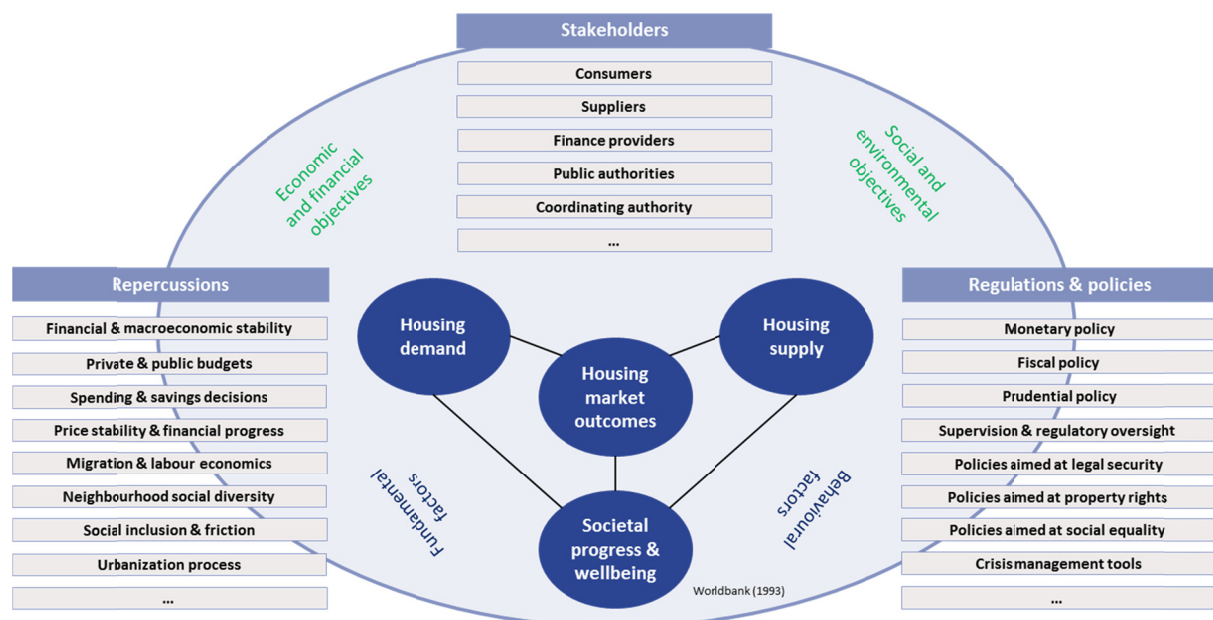 Stakeholders
Consumers
Suppliers
Finance providers
Public authorities
Coordinating authority
...
Economic
and financial
objectives
Social and
environmental
objectives
Repercussions
Financial & macroeconomic stability
Private & public budgets
Spending & savings decisions
Price stability & financial progress
Migration & labour economics
Neighbourhood social diversity
Social inclusion & friction
Urbanization process
...
Housing
demand
Housing
supply
Housing
market
outcomes
Societal
progress &
wellbeing
Fundamental
factors
Behavioural
factors
Worldbank (1993)
Regulations & policies
Monetary policy
Fiscal policy
Prudential policy
Supervision & regulatory oversight
Policies aimed at legal security
Policies aimed at property rights
Policies aimed at social equality
Crisismanagement tools
...